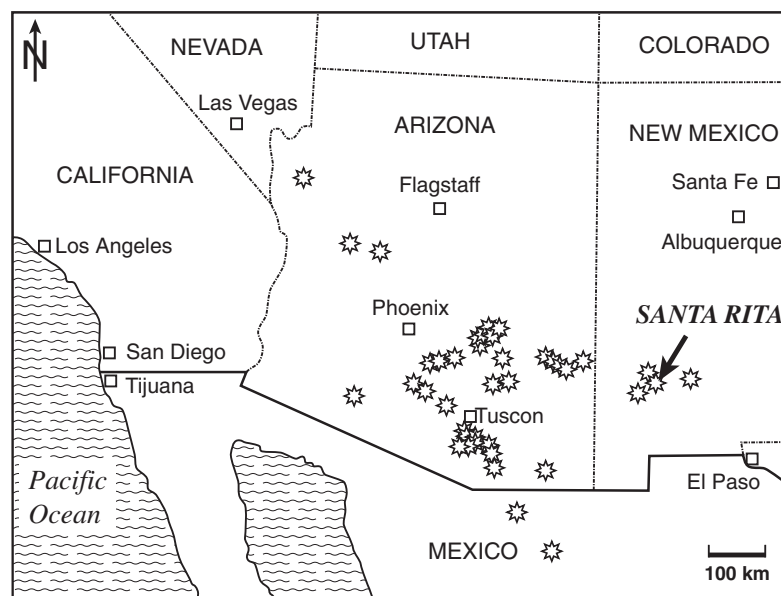 N
NEVADA
UTAH
COLORADO
Las Vegas
ARIZONA
NEW MEXICO
CALIFORNIA
Flagstaff
Santa Fe
Albuquerque
Los Angeles
Phoenix
SANTA RITA
San Diego
Tijuana
Tuscon
Pacific
Ocean
El Paso
MEXICO
100 km